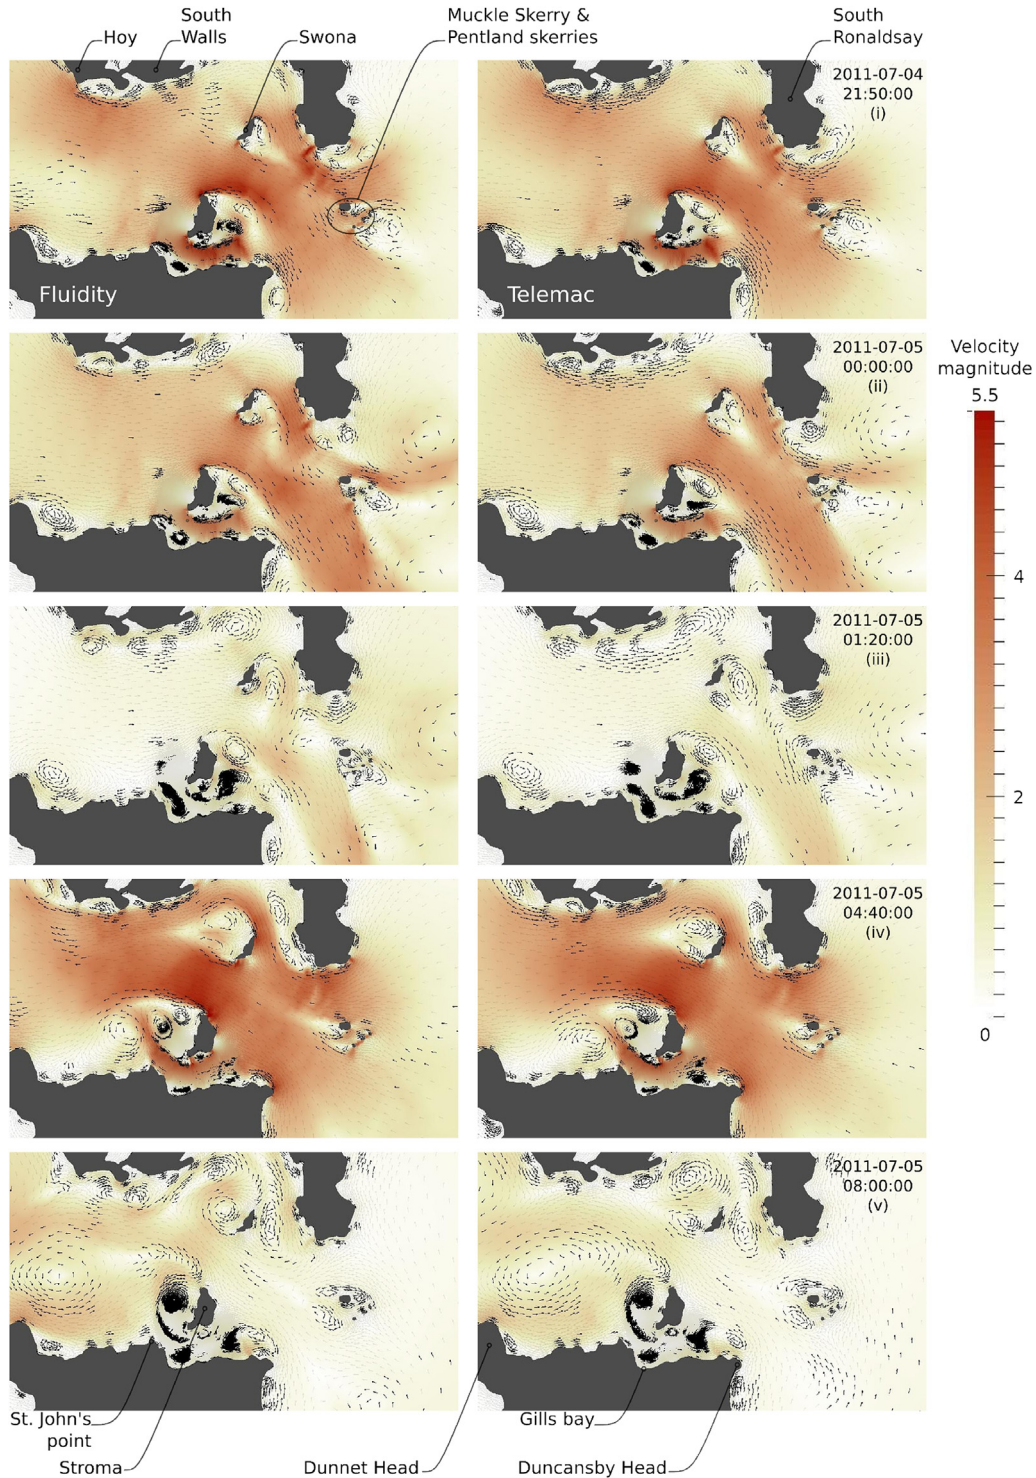 South
Walls
Hoy
Swona
Muckle Skerry &
Pentland skerries
South
Ronaldsay
2011-07-04
21:50:00
(i)
Fluidity
Telemac
2011-07-05
00:00:00
(ii)
Velocity
magnitude
5.5
4
2
0
2011-07-05
01:20:00
(iii)
2011-07-05
04:40:00
(iv)
2011-07-05
08:00:00
(v)
St. John's
point
Stroma
Dunnet Head
Gills bay
Duncansby Head